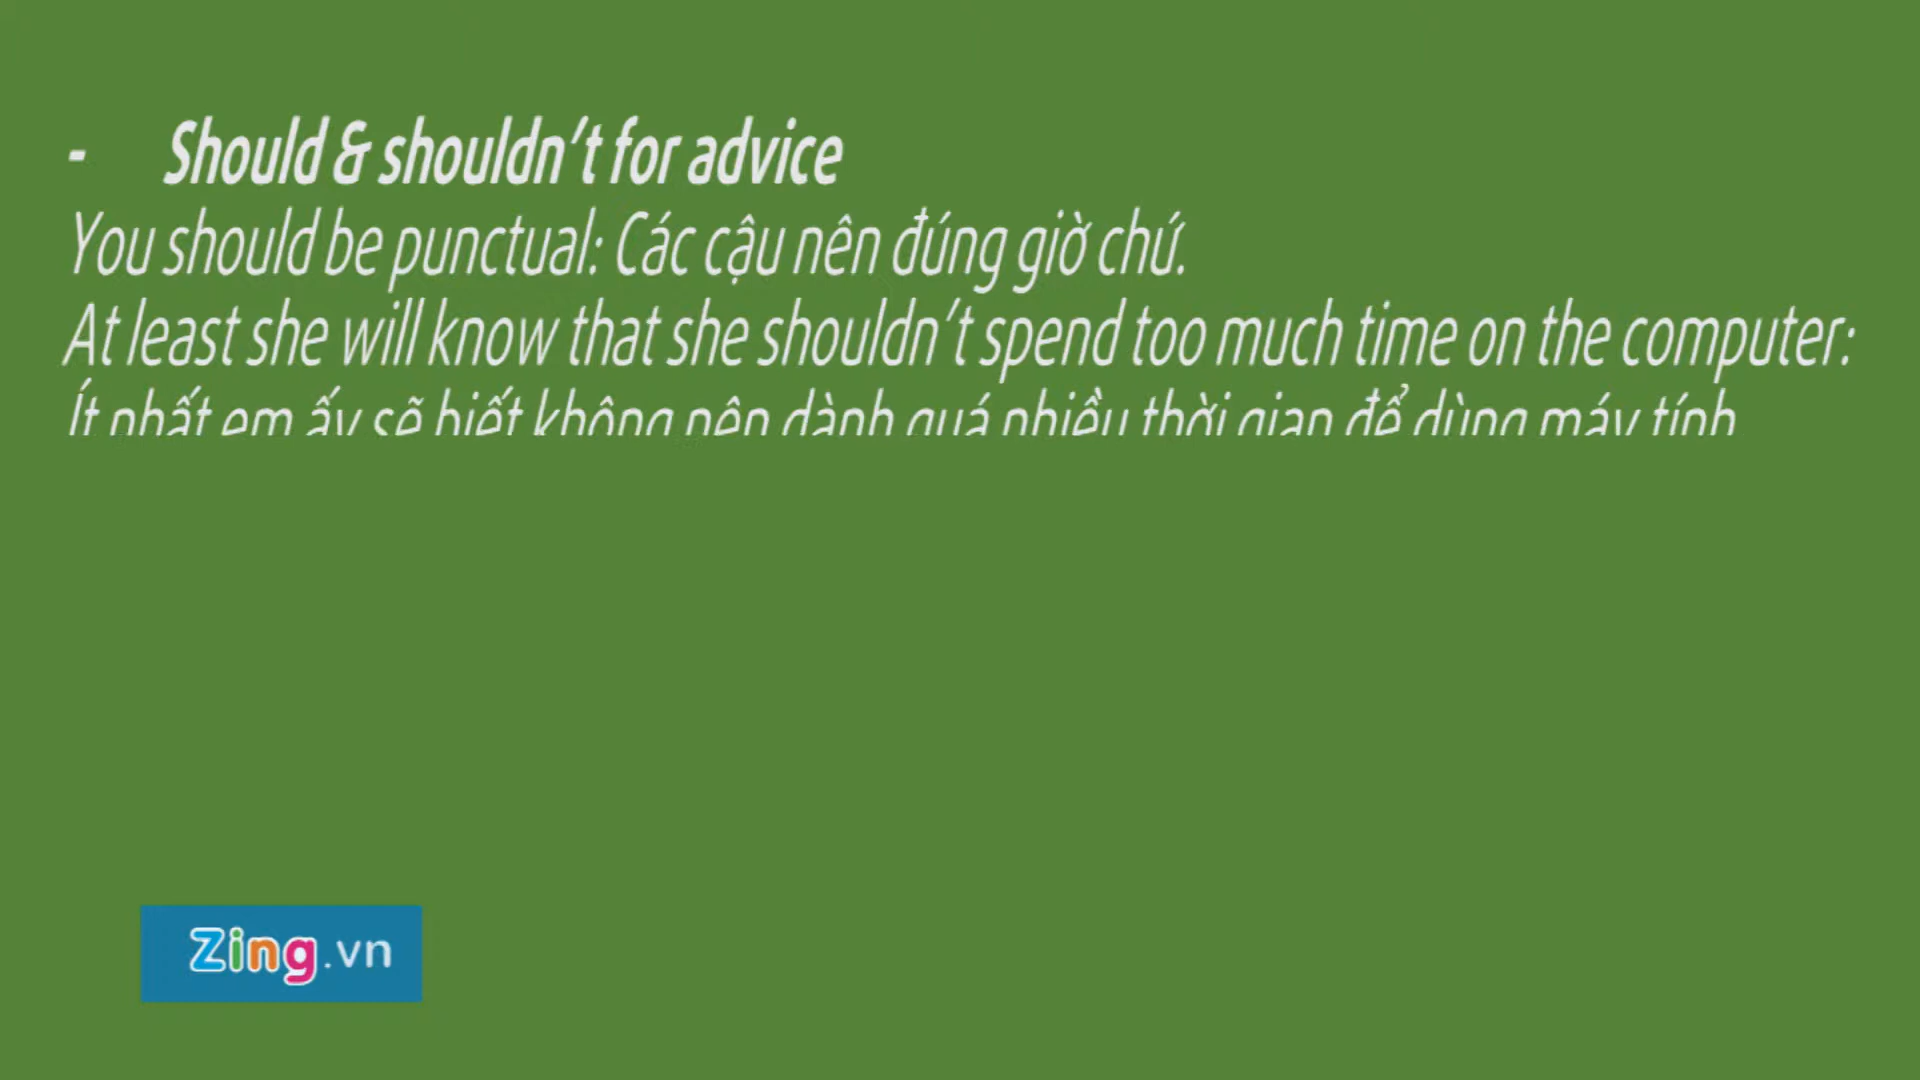 - Should & shouldn’t for advice
You should be punctual: Các cậu nên đúng giờ chứ.
At least she will know that she shouldn’t spend too much time on the computer:
Ít nhất em ấy sẽ biết không nên dành quá nhiều thời gian để dùng máy tính
Zing.vn